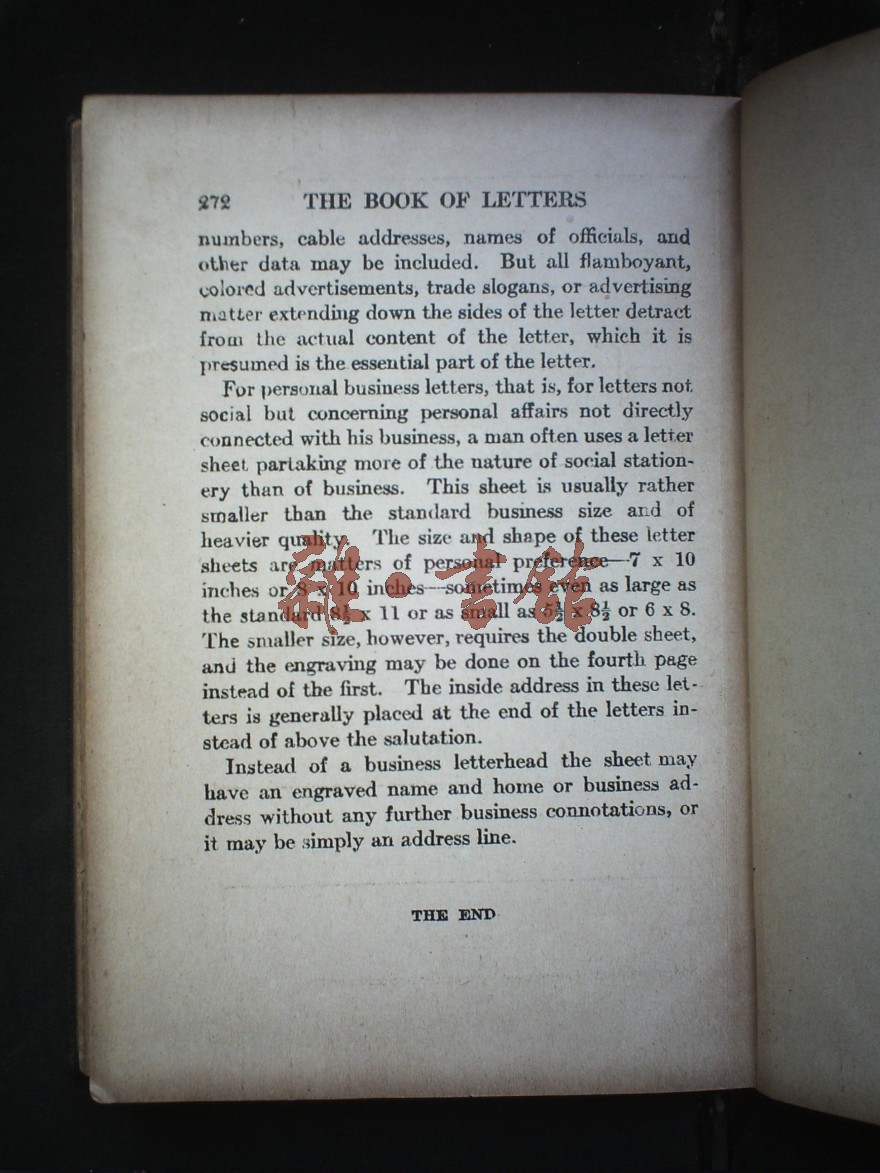 272 THE BOOK OF LETTERS
numbers, cable addresses, names of officials, and
other data may be included. But all flamboyant,
colored advertisements, trade slogans, or advertising
matter extending down the sides of the letter detract
from the actual content of the letter, which it is
presumed is the essential part of the letter.
For personal business letters, that is, for letters not
social but concerning personal affairs not directly
connected with his business, a man often uses a letter
sheet partaking more of the nature of social station-
ery than of business. This sheet is usually rather
smaller than the standard business size and of
heavier quality. The size and shape of these letter
sheets are matters of personal preference—7 x 10
inches or 8 x 10 inches—sometimes even as large as
the standard 8½ x 11 or as small as 5½ x 8½ or 6 x 8.
The smaller size, however, requires the double sheet,
and the engraving may be done on the fourth page
instead of the first. The inside address in these let-
ters is generally placed at the end of the letters in-
stead of above the salutation.
Instead of a business letterhead the sheet may
have an engraved name and home or business ad-
dress without any further business connotations, or
it may be simply an address line.
THE END
雜·書館